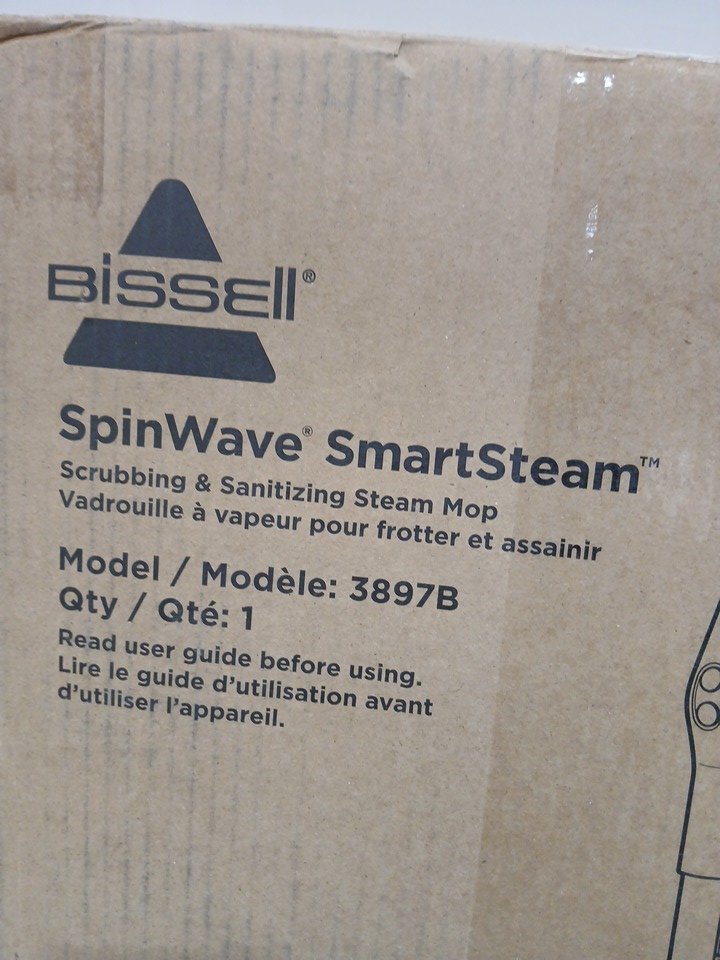 BISSELL®
SpinWave® SmartSteam™
Scrubbing & Sanitizing Steam Mop
Vadrouille à vapeur pour frotter et assainir
Model / Modèle: 3897B
Qty / Qté: 1
Read user guide before using.
Lire le guide d'utilisation avant
d'utiliser l'appareil.